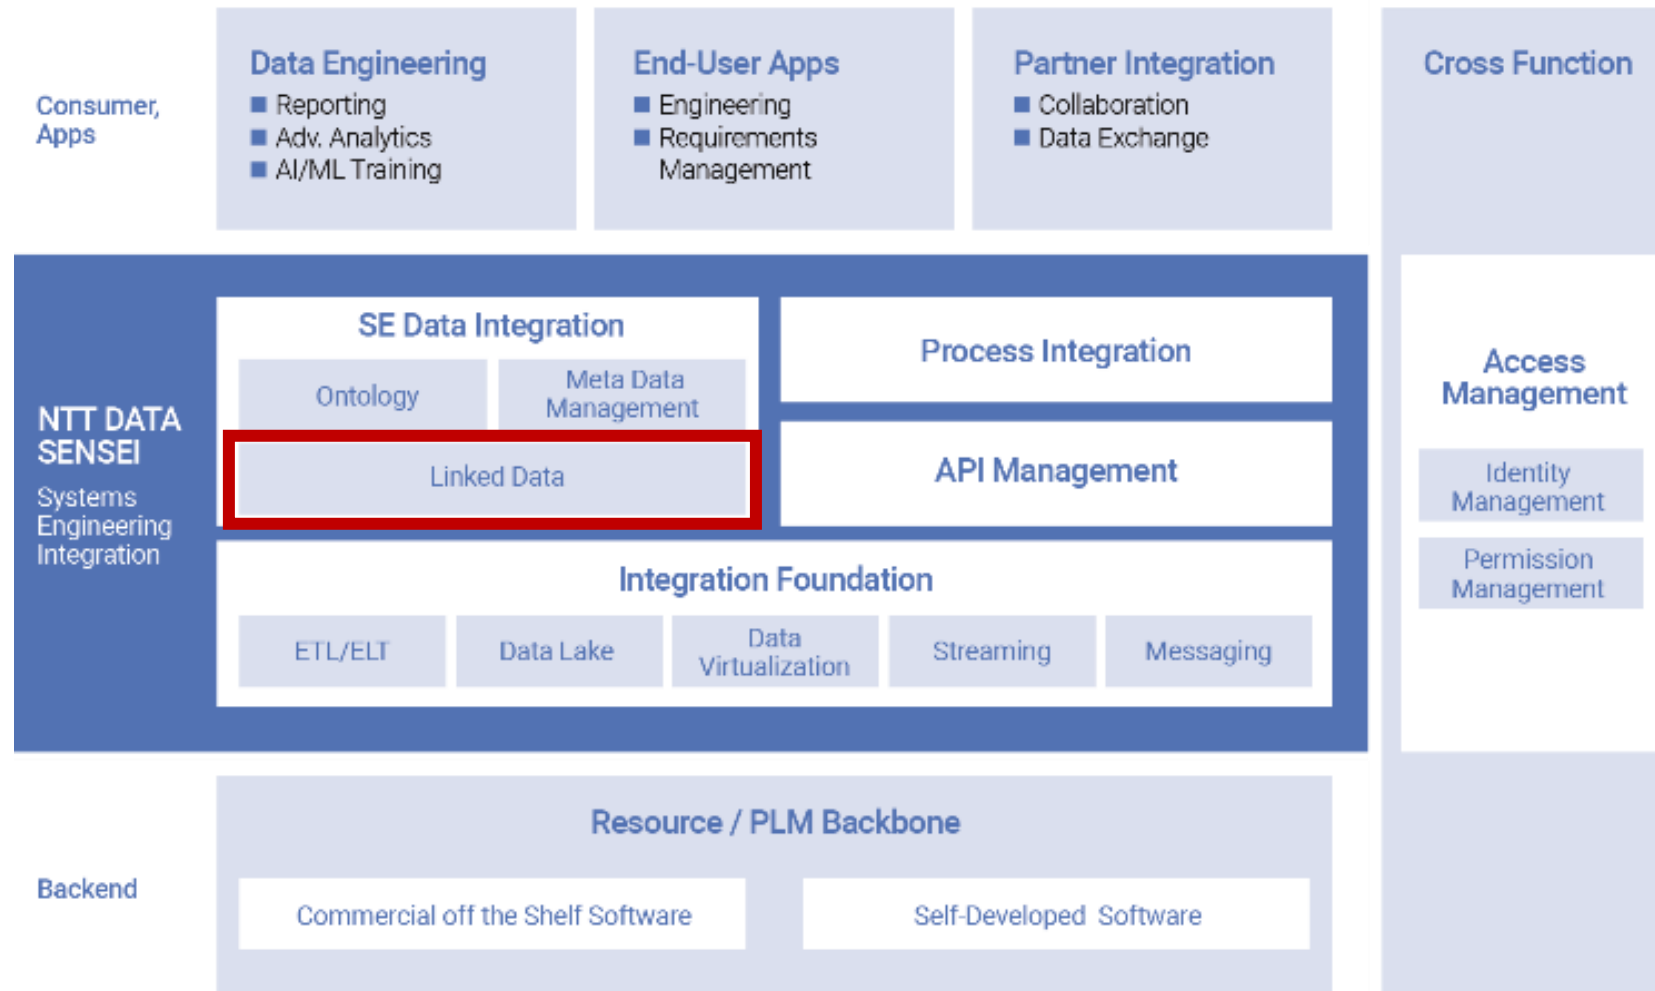 Consumer,
Apps
Data Engineering
Reporting
Adv. Analytics
AI/ML Training
End-User Apps
Engineering
Requirements
Management
Partner Integration
Collaboration
Data Exchange
Cross Function
NTT DATA
SENSEI
Systems
Engineering
Integration
SE Data Integration
Ontology
Meta Data
Management
Linked Data
Process Integration
API Management
Integration Foundation
ETL/ELT
Data Lake
Data
Virtualization
Streaming
Messaging
Access
Management
Identity
Management
Permission
Management
Backend
Resource / PLM Backbone
Commercial off the Shelf Software
Self-Developed Software